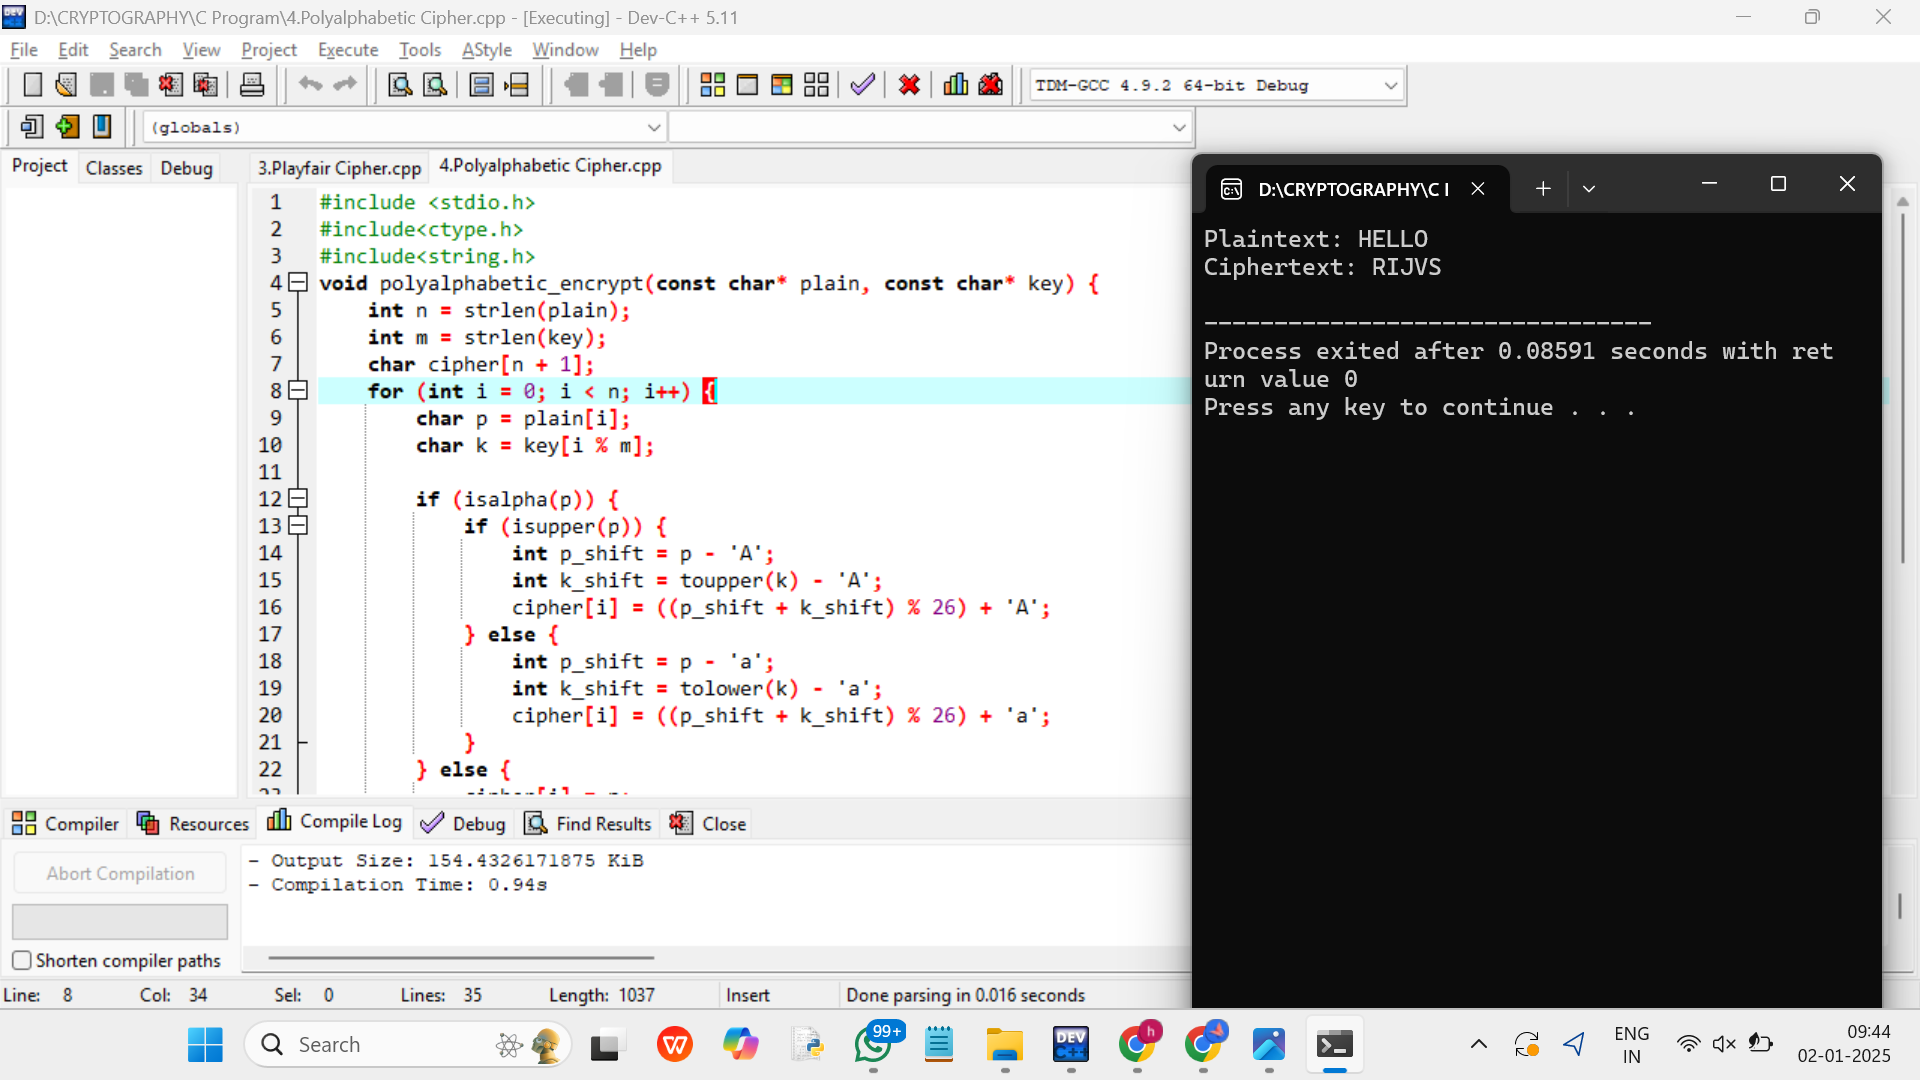 D:\CRYPTOGRAPHY\C Program\4.Polyalphabetic Cipher.cpp - [Executing] - Dev-C++ 5.11
File Edit Search View Project Execute Tools AStyle Window Help
TDM-GCC 4.9.2 64-bit Debug
(globals)
Project Classes Debug
3.Playfair Cipher.cpp 4.Polyalphabetic Cipher.cpp
1 #include <stdio.h>
2 #include<ctype.h>
3 #include<string.h>
4 void polyalphabetic_encrypt(const char* plain, const char* key) {
5 int n = strlen(plain);
6 int m = strlen(key);
7 char cipher[n + 1];
8 for (int i = 0; i < n; i++) {
9 char p = plain[i];
10 char k = key[i % m];
11
12 if (isalpha(p)) {
13 if (isupper(p)) {
14 int p_shift = p - 'A';
15 int k_shift = toupper(k) - 'A';
16 cipher[i] = ((p_shift + k_shift) % 26) + 'A';
17 } else {
18 int p_shift = p - 'a';
19 int k_shift = tolower(k) - 'a';
20 cipher[i] = ((p_shift + k_shift) % 26) + 'a';
21 }
22 } else {
D:\CRYPTOGRAPHY\C I
Plaintext: HELLO
Ciphertext: RIJVS
--------------------------------
Process exited after 0.08591 seconds with ret
urn value 0
Press any key to continue . . .
Compiler Resources Compile Log Debug Find Results Close
Abort Compilation
Shorten compiler paths
- Output Size: 154.4326171875 KiB
- Compilation Time: 0.94s
Line: 8 Col: 34 Sel: 0 Lines: 35 Length: 1037 Insert Done parsing in 0.016 seconds
Search
99+
DEV
C++
h
ENG
IN
09:44
02-01-2025